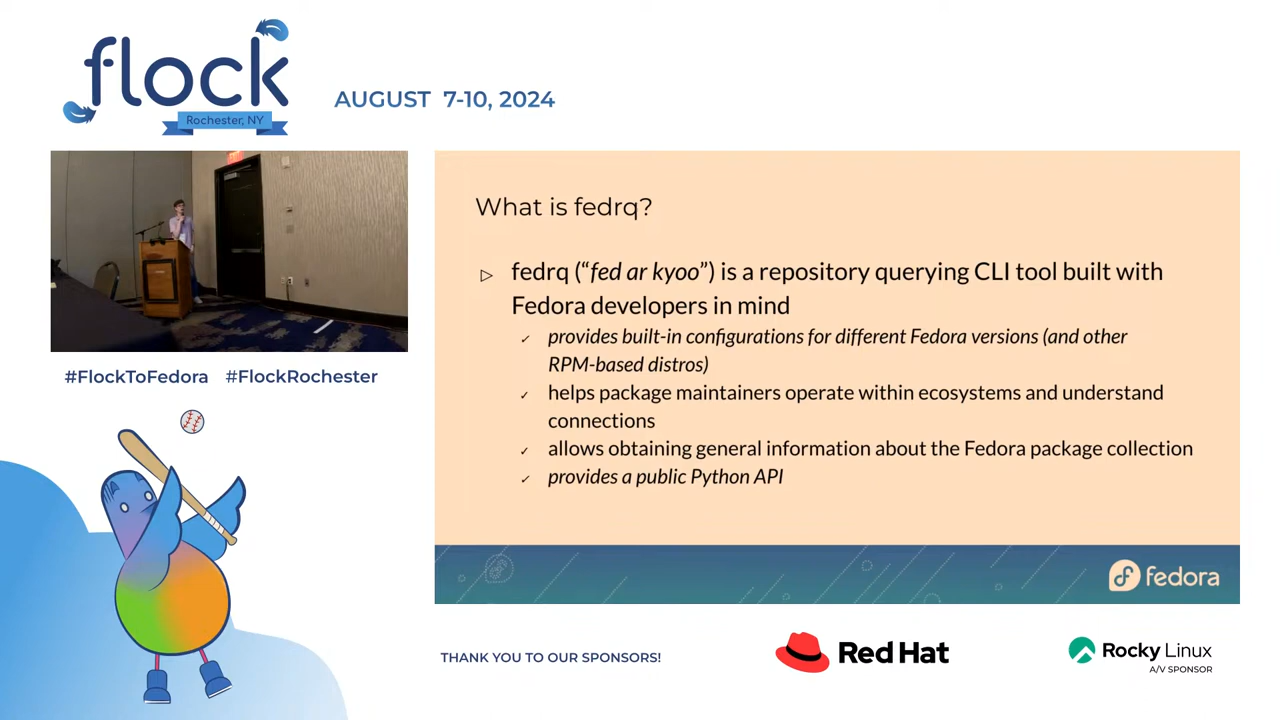 flock
Rochester, NY
AUGUST 7-10, 2024
#FlockToFedora #FlockRochester
What is fedrq?
▷ fedrq (“fed ar kyoo”) is a repository querying CLI tool built with
Fedora developers in mind
✓ provides built-in configurations for different Fedora versions (and other
RPM-based distros)
✓ helps package maintainers operate within ecosystems and understand
connections
✓ allows obtaining general information about the Fedora package collection
✓ provides a public Python API
fedora
THANK YOU TO OUR SPONSORS!
Red Hat
Rocky Linux
A/V SPONSOR